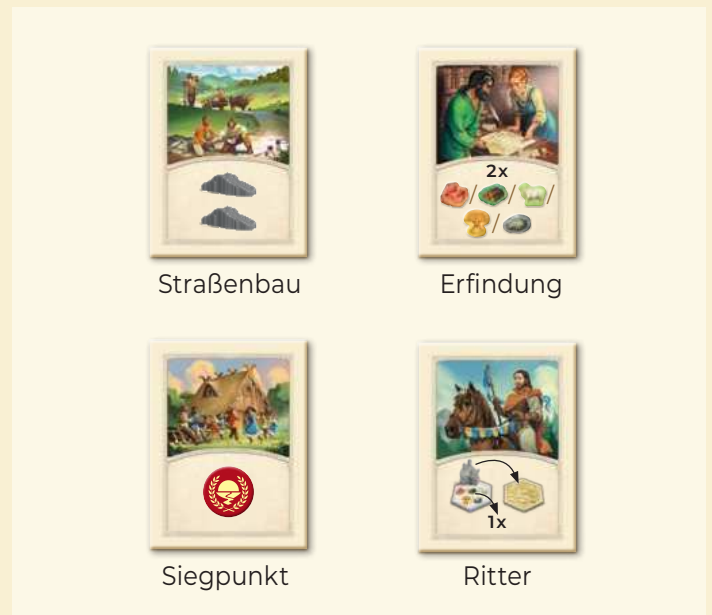 2x
/ / /
/
Straßenbau
Erfindung
1x
Siegpunkt
Ritter